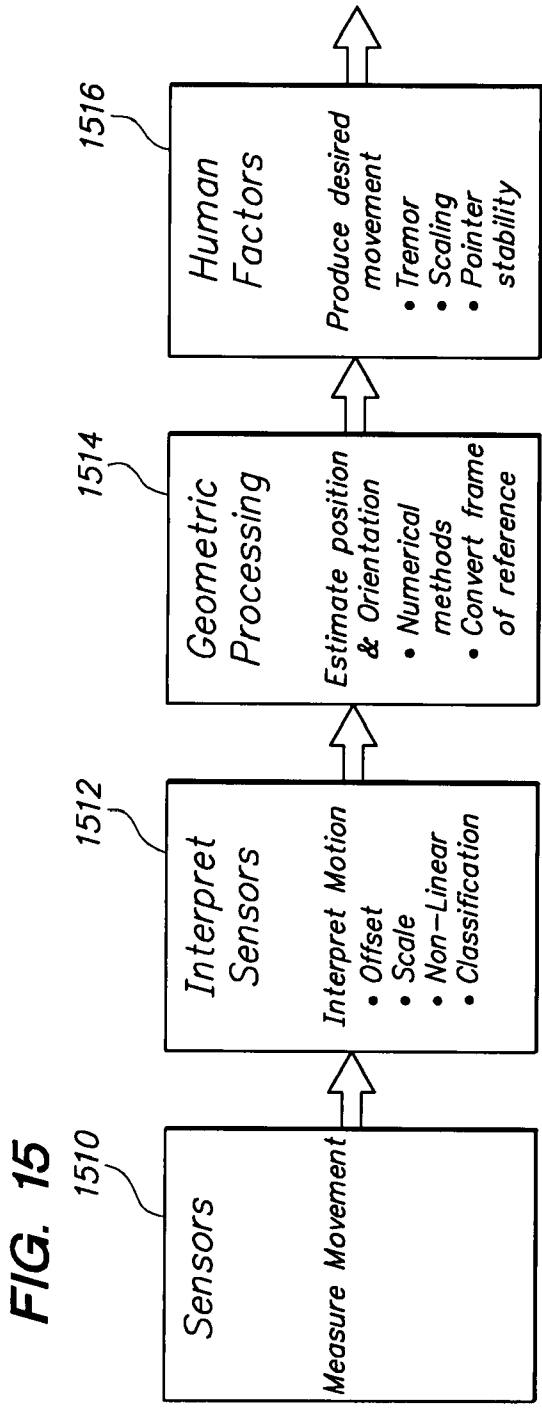 FIG. 15
1510
Sensors
Measure Movement
1512
Interpret
Sensors
Interpret Motion
• Offset
• Scale
• Non-Linear
• Classification
1514
Geometric
Processing
Estimate position
& Orientation
• Numerical
methods
• Convert frame
of reference
1516
Human
Factors
Produce desired
movement
• Tremor
• Scaling
• Pointer
stability